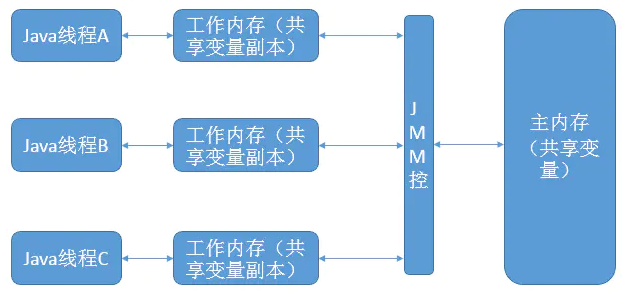 Java线程A
工作内存（共
享变量副本）
Java线程B
工作内存（共
享变量副本）
Java线程C
工作内存（共
享变量副本）
J
M
M
控
主内存
（共享变
量）